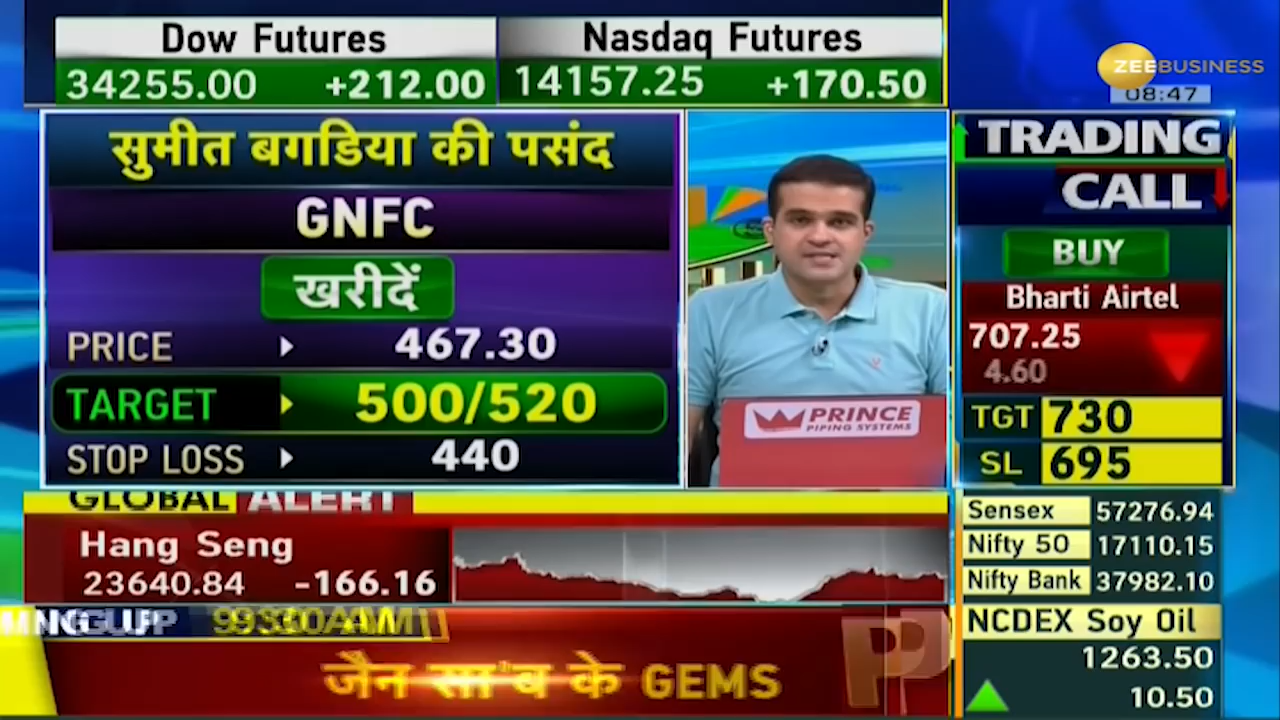 Dow Futures
34255.00 +212.00
Nasdaq Futures
14157.25 +170.50
ZEEBUSINESS
08:47
सुमीत बगडिया की पसंद
GNFC
खरीदें
PRICE 467.30
TARGET 500/520
STOP LOSS 440
PRINCE
PIPING SYSTEMS
TRADING
CALL
BUY
Bharti Airtel
707.25
4.60
TGT 730
SL 695
GLOBAL ALERT
Hang Seng
23640.84 -166.16
Sensex 57276.94
Nifty 50 17110.15
Nifty Bank 37982.10
NCDEX Soy Oil
1263.50
10.50
जैन सा'ब के GEMS